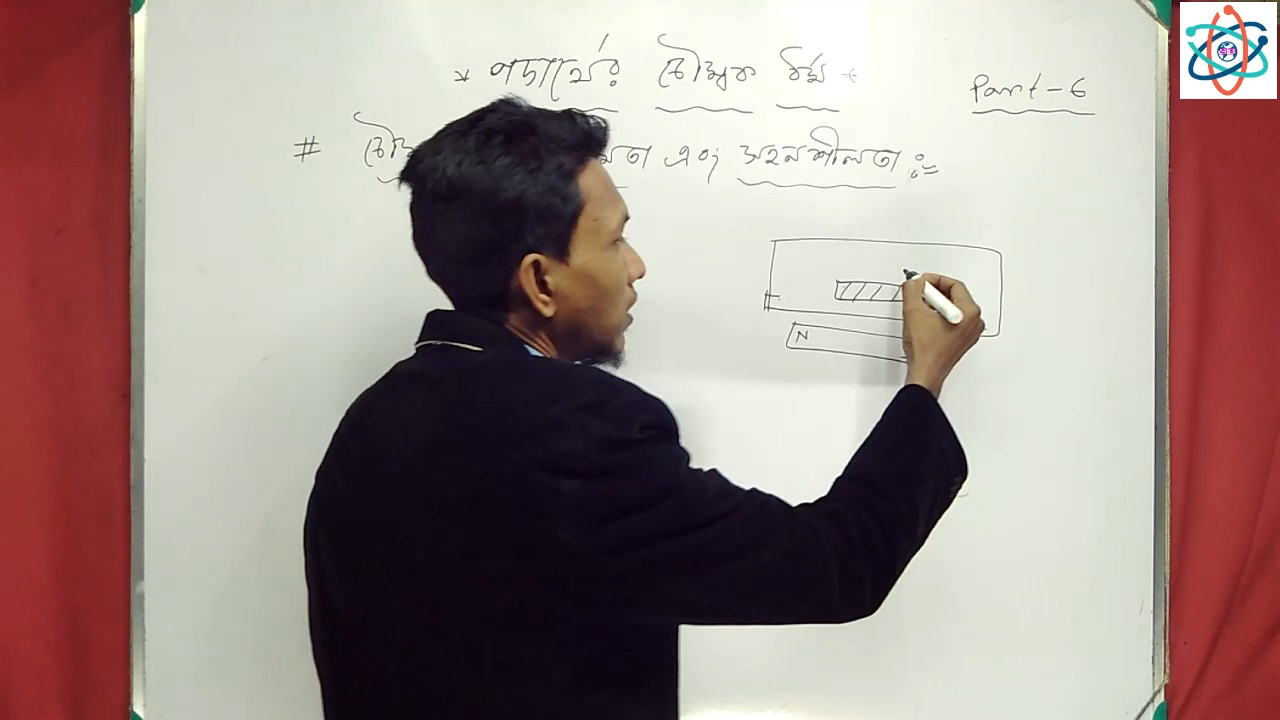 * পদার্থের চৌম্বক ধর্ম *
Part - 6
# এবং সহনশীলতা :-
N